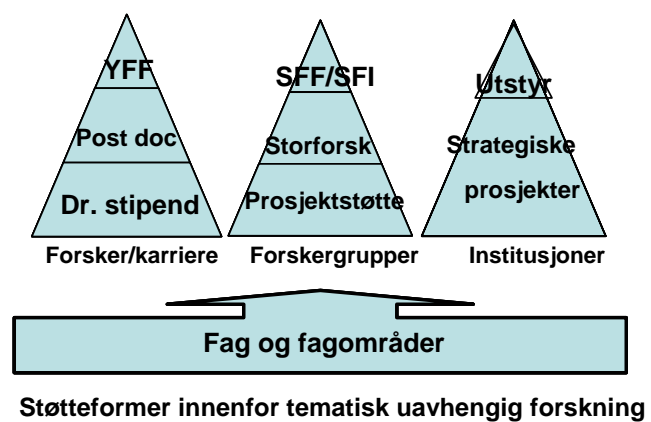 YFF
Post doc
Dr. stipend
Forsker/karriere
SFF/SFI
Storforsk
Prosjektstøtte
Forskergrupper
Utstyr
Strategiske
prosjekter
Institusjoner
Fag og fagområder
Støtteformer innenfor tematisk uavhengig forskning